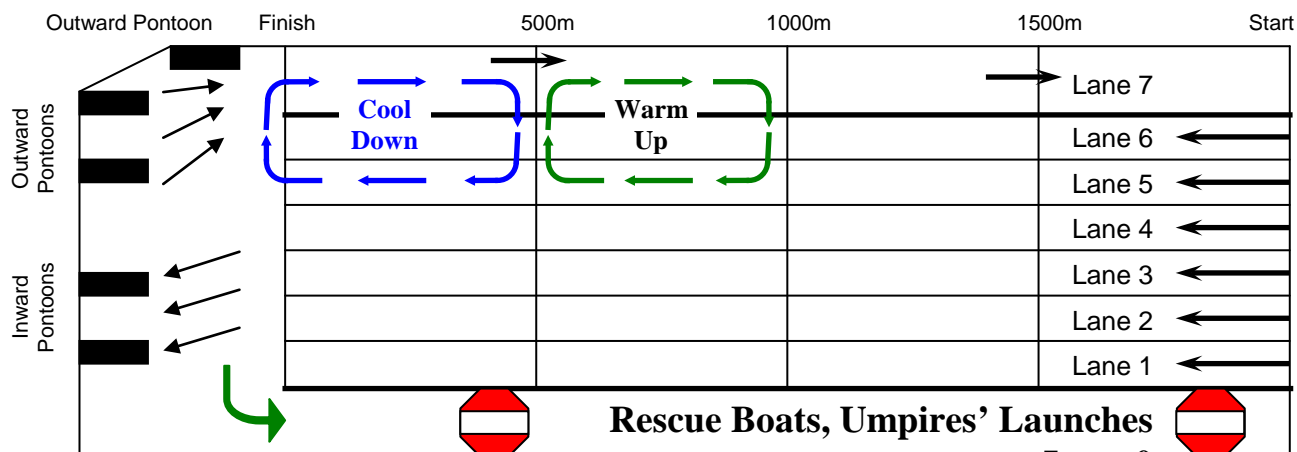 Outward Pontoon Finish 500m 1000m 1500m Start
Outward
Pontoons
Inward
Pontoons
Cool
Down
Warm
Up
Lane 7
Lane 6
Lane 5
Lane 4
Lane 3
Lane 2
Lane 1
Rescue Boats, Umpires’ Launches